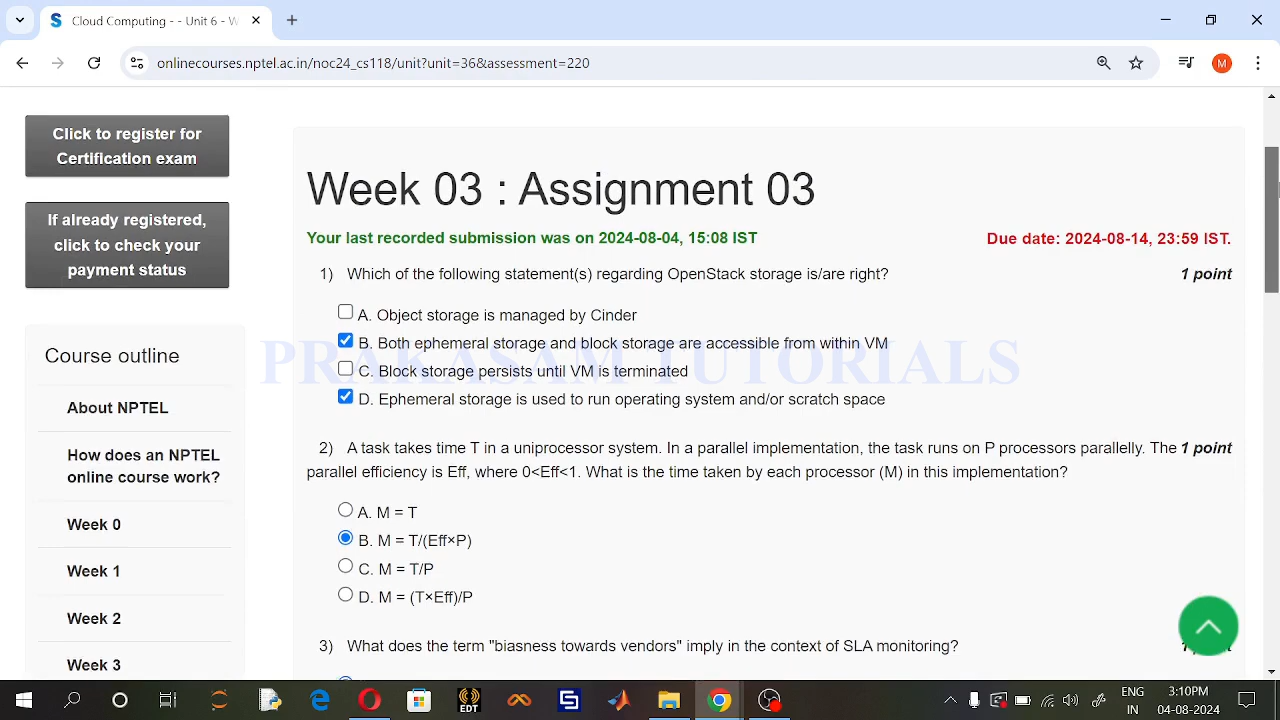 Cloud Computing - - Unit 6 - W
onlinecourses.nptel.ac.in/noc24_cs118/unit?unit=36&assessment=220
M
Click to register for
Certification exam
If already registered,
click to check your
payment status
Course outline
About NPTEL
How does an NPTEL
online course work?
Week 0
Week 1
Week 2
Week 3
Week 03 : Assignment 03
Your last recorded submission was on 2024-08-04, 15:08 IST
Due date: 2024-08-14, 23:59 IST.
1) Which of the following statement(s) regarding OpenStack storage is/are right?
1 point
A. Object storage is managed by Cinder
B. Both ephemeral storage and block storage are accessible from within VM
C. Block storage persists until VM is terminated
D. Ephemeral storage is used to run operating system and/or scratch space
PRAKASAM TUTORIALS
2) A task takes time T in a uniprocessor system. In a parallel implementation, the task runs on P processors parallelly. The 1 point
parallel efficiency is Eff, where 0<Eff<1. What is the time taken by each processor (M) in this implementation?
A. M = T
B. M = T/(Eff×P)
C. M = T/P
D. M = (T×Eff)/P
3) What does the term "biasness towards vendors" imply in the context of SLA monitoring?
EDT
ENG
IN
3:10PM
04-08-2024